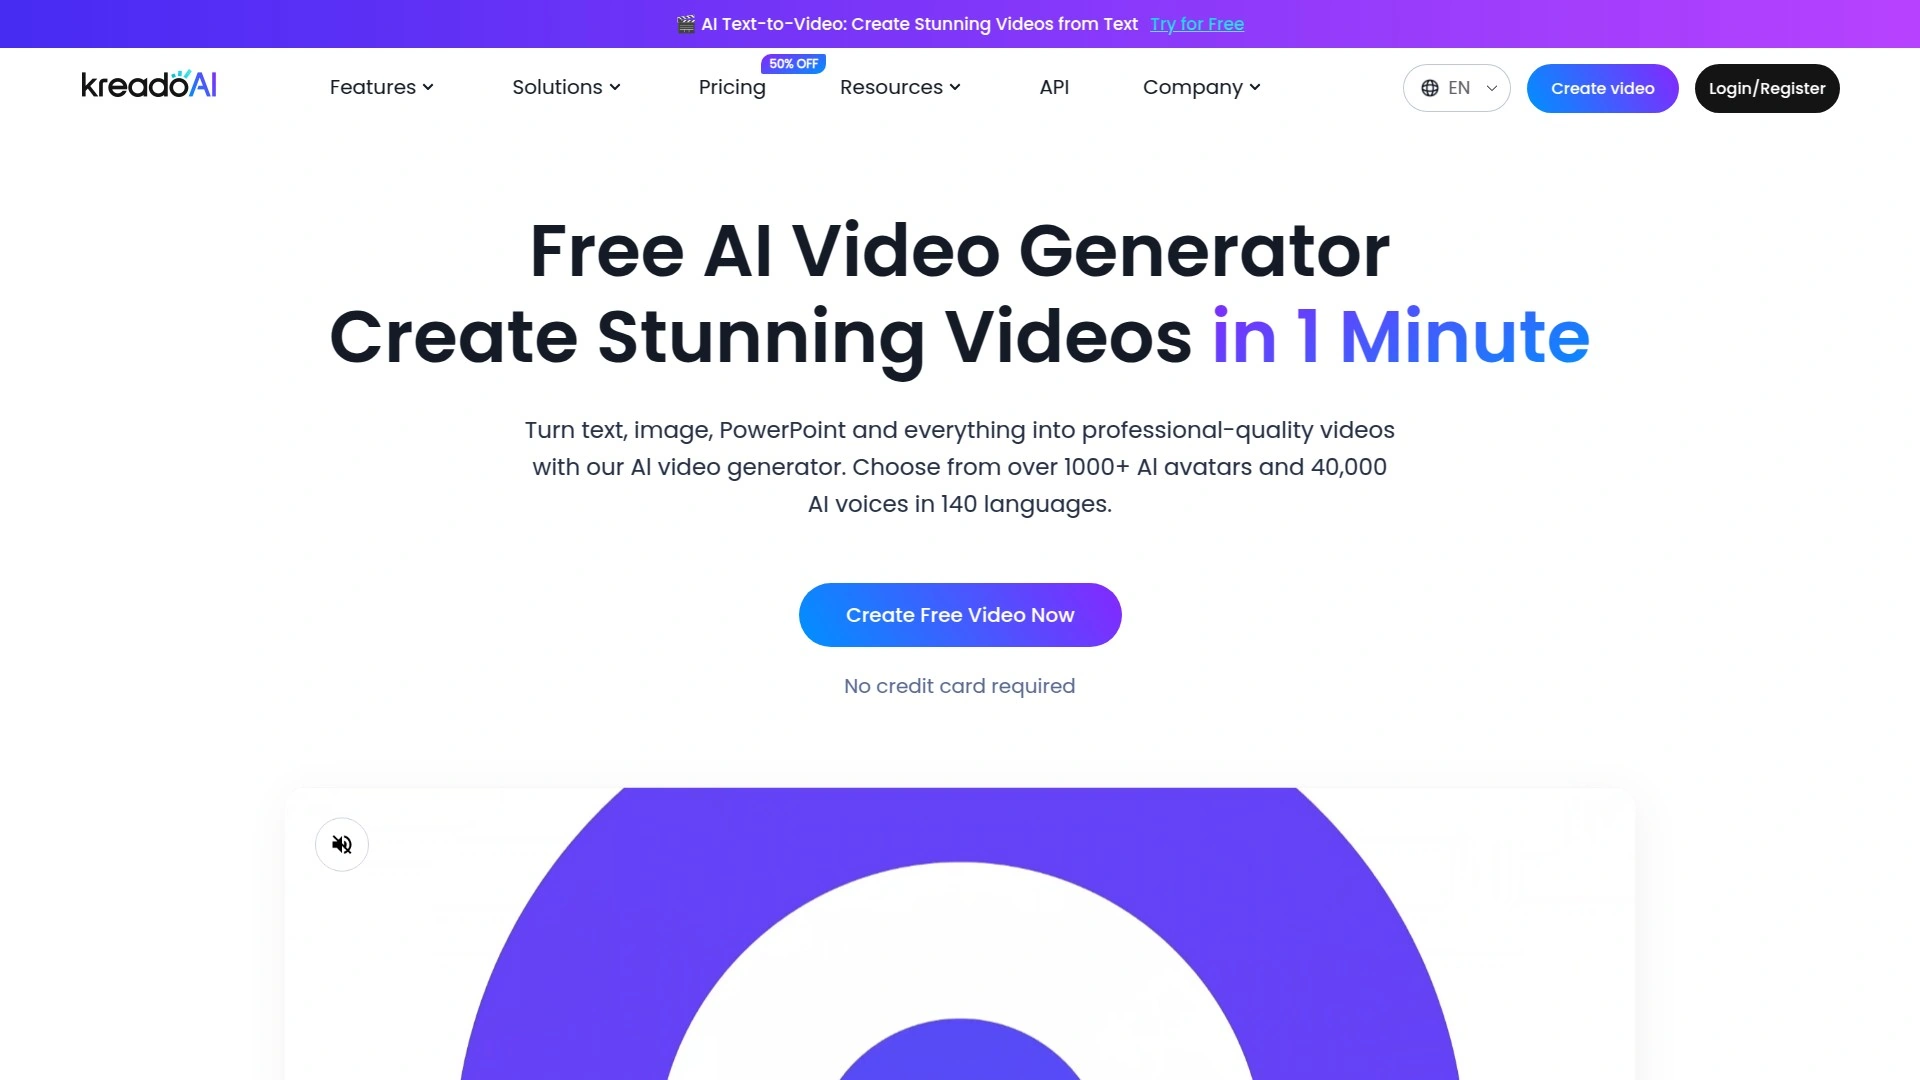 🎬 AI Text-to-Video: Create Stunning Videos from Text Try for Free
kreadoAI
Features
Solutions
Pricing
50% OFF
Resources
API
Company
EN
Create video
Login/Register
Free AI Video Generator
Create Stunning Videos in 1 Minute
Turn text, image, PowerPoint and everything into professional-quality videos
with our AI video generator. Choose from over 1000+ AI avatars and 40,000
AI voices in 140 languages.
Create Free Video Now
No credit card required